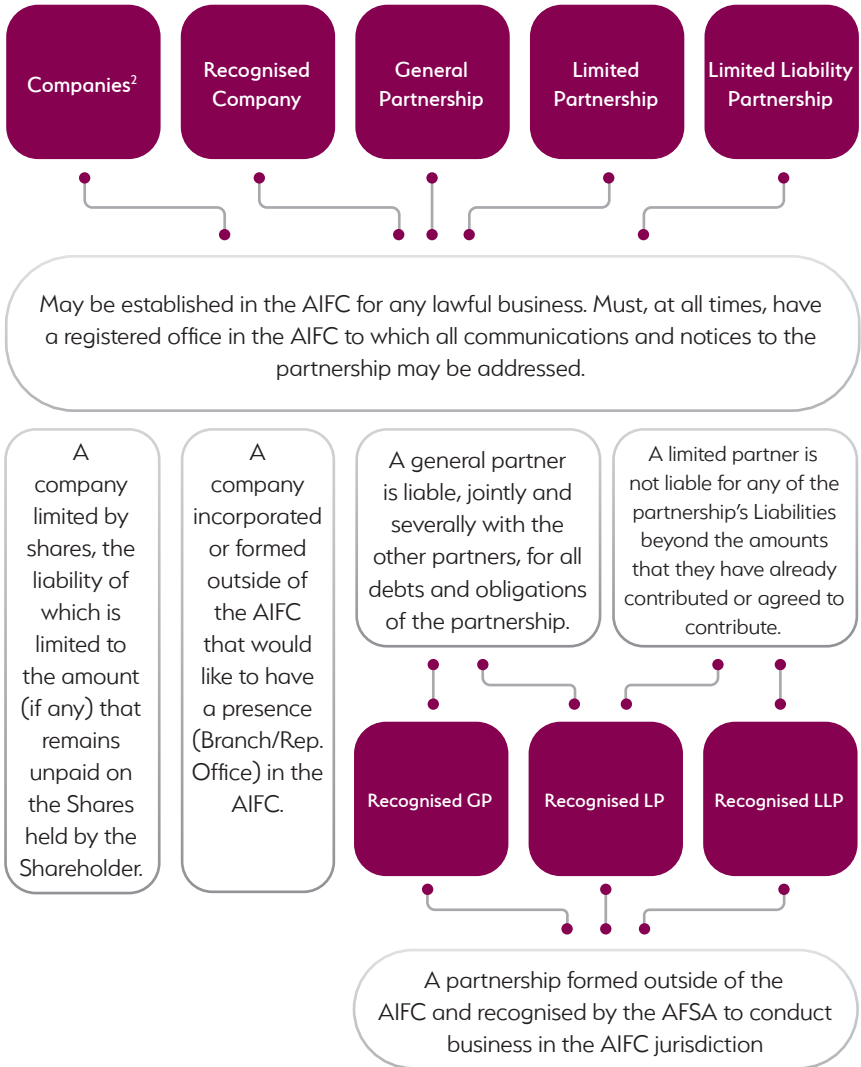 Companies²
Recognised
Company
General
Partnership
Limited
Partnership
Limited Liability
Partnership
May be established in the AIFC for any lawful business. Must, at all times, have
a registered office in the AIFC to which all communications and notices to the
partnership may be addressed.
A
company
limited by
shares, the
liability of
which is
limited to
the amount
(if any) that
remains
unpaid on
the Shares
held by the
Shareholder.
A
company
incorporated
or formed
outside of
the AIFC
that would
like to have
a presence
(Branch/Rep.
Office) in the
AIFC.
A general partner
is liable, jointly and
severally with the
other partners, for all
debts and obligations
of the partnership.
A limited partner is
not liable for any of the
partnership’s Liabilities
beyond the amounts
that they have already
contributed or agreed to
contribute.
Recognised GP
Recognised LP
Recognised LLP
A partnership formed outside of the
AIFC and recognised by the AFSA to conduct
business in the AIFC jurisdiction